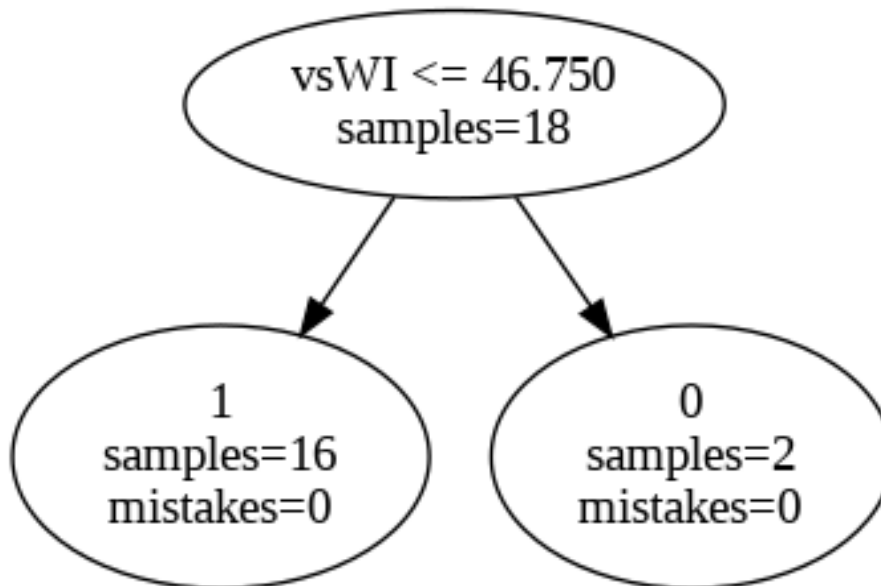 vsWI <= 46.750
samples=18
1
samples=16
mistakes=0
0
samples=2
mistakes=0